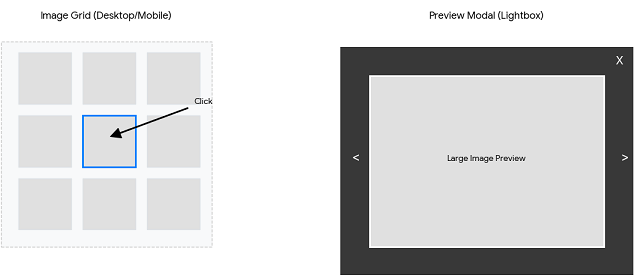 Image Grid (Desktop/Mobile)
Preview Modal (Lightbox)
Click
X
<
Large Image Preview
>